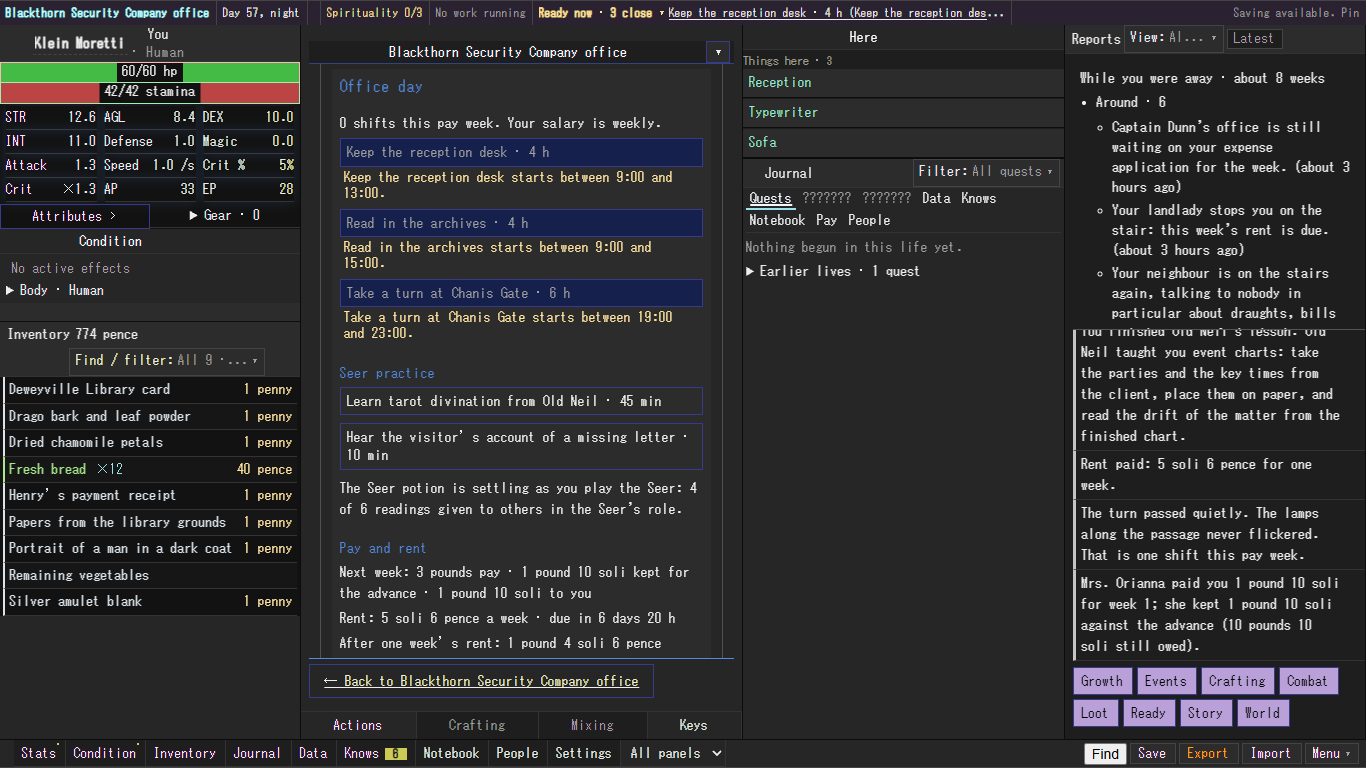 Blackthorn Security Company office
Day 57, night
Spirituality 0/3
No work running
Ready now · 3 close ▾
Keep the reception desk · 4 h (Keep the reception des...
Saving available. Pin
Klein Moretti
You
· Human
60/60 hp
42/42 stamina
STR 12.6 AGL 8.4 DEX 10.0
INT 11.0 Defense 1.0 Magic 0.0
Attack 1.3 Speed 1.0 /s Crit % 5%
Crit ×1.3 AP 33 EP 28
Attributes >
▶ Gear · 0
Condition
No active effects
▶ Body · Human
Inventory 774 pence
Find / filter: All 9 ·... ▾
Deweyville Library card 1 penny
Drago bark and leaf powder 1 penny
Dried chamomile petals 1 penny
Fresh bread ×12 40 pence
Henry's payment receipt 1 penny
Papers from the library grounds 1 penny
Portrait of a man in a dark coat 1 penny
Remaining vegetables
Silver amulet blank 1 penny
Blackthorn Security Company office
▼
Office day
0 shifts this pay week. Your salary is weekly.
Keep the reception desk · 4 h
Keep the reception desk starts between 9:00 and
13:00.
Read in the archives · 4 h
Read in the archives starts between 9:00 and
15:00.
Take a turn at Chanis Gate · 6 h
Take a turn at Chanis Gate starts between 19:00
and 23:00.
Seer practice
Learn tarot divination from Old Neil · 45 min
Hear the visitor's account of a missing letter ·
10 min
The Seer potion is settling as you play the Seer: 4
of 6 readings given to others in the Seer's role.
Pay and rent
Next week: 3 pounds pay · 1 pound 10 soli kept for
the advance · 1 pound 10 soli to you
Rent: 5 soli 6 pence a week · due in 6 days 20 h
After one week's rent: 1 pound 4 soli 6 pence
← Back to Blackthorn Security Company office
Actions
Crafting
Mixing
Keys
Here
Things here · 3
Reception
Typewriter
Sofa
Journal
Filter: All quests ▾
Quests ??????? ??????? Data Knows
Notebook Pay People
Nothing begun in this life yet.
▶ Earlier lives · 1 quest
Reports
View: Al... ▾
Latest
While you were away · about 8 weeks
• Around · 6
Captain Dunn's office is still
waiting on your expense
application for the week. (about 3
hours ago)
Your landlady stops you on the
stair: this week's rent is due.
(about 3 hours ago)
Your neighbour is on the stairs
again, talking to nobody in
particular about draughts, bills
You finished Old Neil's lesson. Old
Neil taught you event charts: take
the parties and the key times from
the client, place them on paper, and
read the drift of the matter from the
finished chart.
Rent paid: 5 soli 6 pence for one
week.
The turn passed quietly. The lamps
along the passage never flickered.
That is one shift this pay week.
Mrs. Orianna paid you 1 pound 10 soli
for week 1; she kept 1 pound 10 soli
against the advance (10 pounds 10
soli still owed).
Growth
Events
Crafting
Combat
Loot
Ready
Story
World
Stats
Condition
Inventory
Journal
Data
Knows 6
Notebook
People
Settings
All panels
Find
Save
Export
Import
Menu ▾